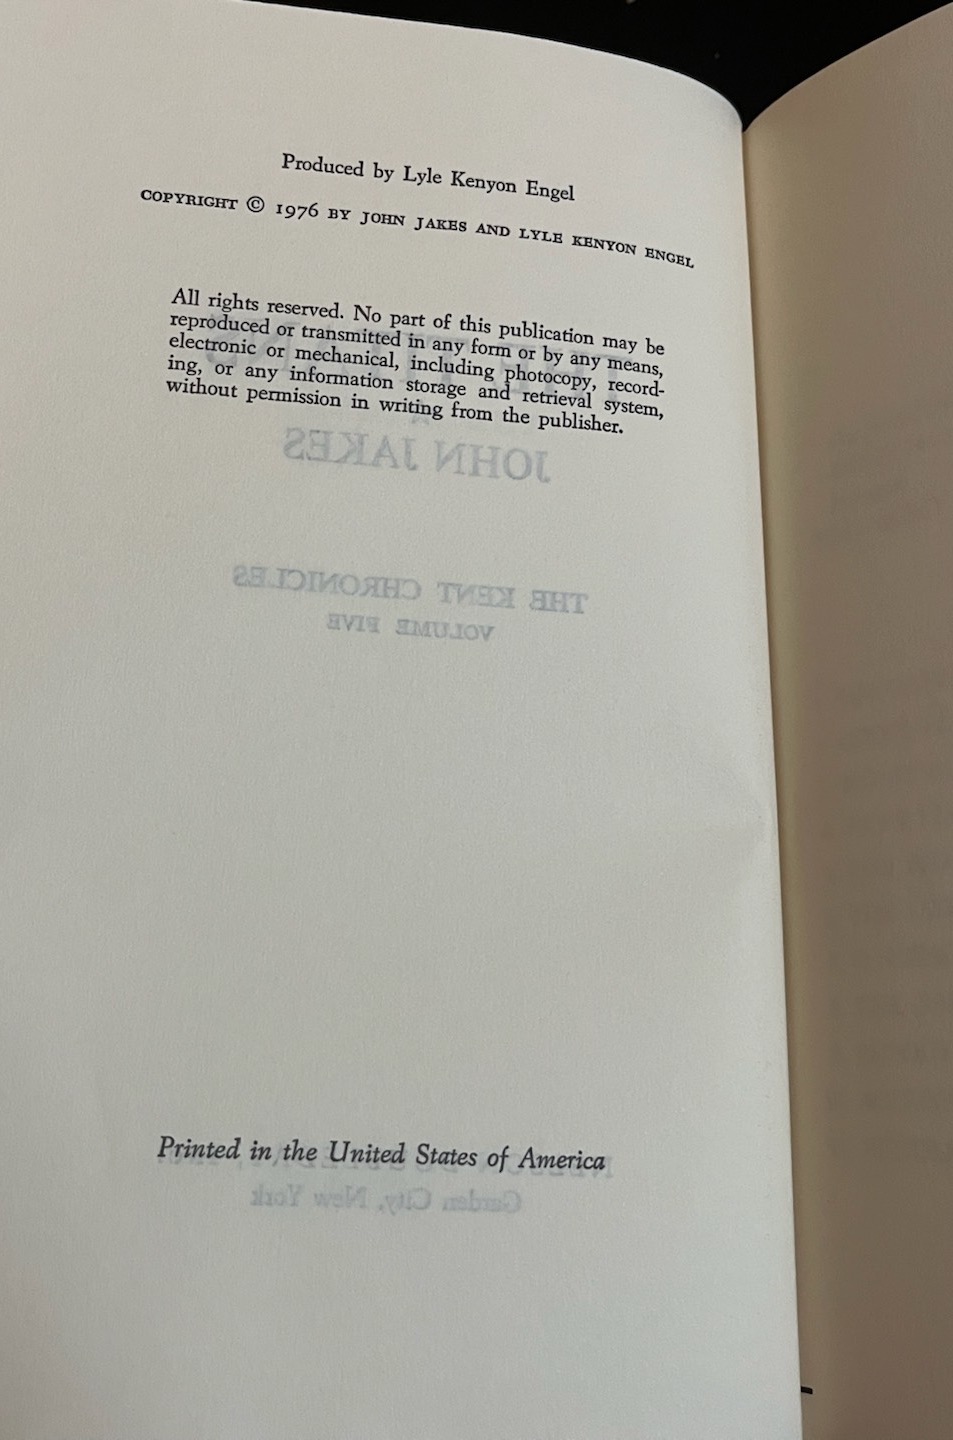 Produced by Lyle Kenyon Engel
COPYRIGHT © 1976 BY JOHN JAKES AND LYLE KENYON ENGEL
All rights reserved. No part of this publication may be
reproduced or transmitted in any form or by any means,
electronic or mechanical, including photocopy, record-
ing, or any information storage and retrieval system,
without permission in writing from the publisher.
JOHN JAKES
THE KENT CHRONICLES
VOLUME FIVE
Printed in the United States of America
Garden City, New York